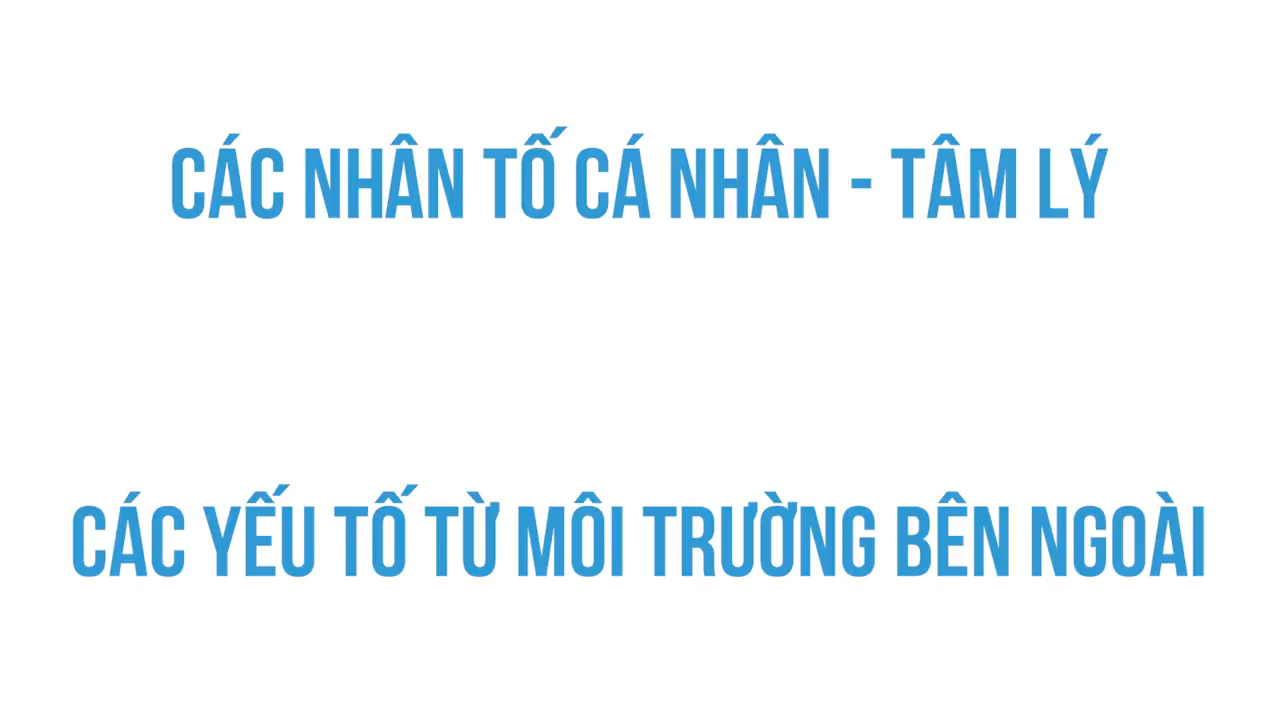 CÁC NHÂN TỐ CÁ NHÂN - TÂM LÝ
CÁC YẾU TỐ TỪ MÔI TRƯỜNG BÊN NGOÀI